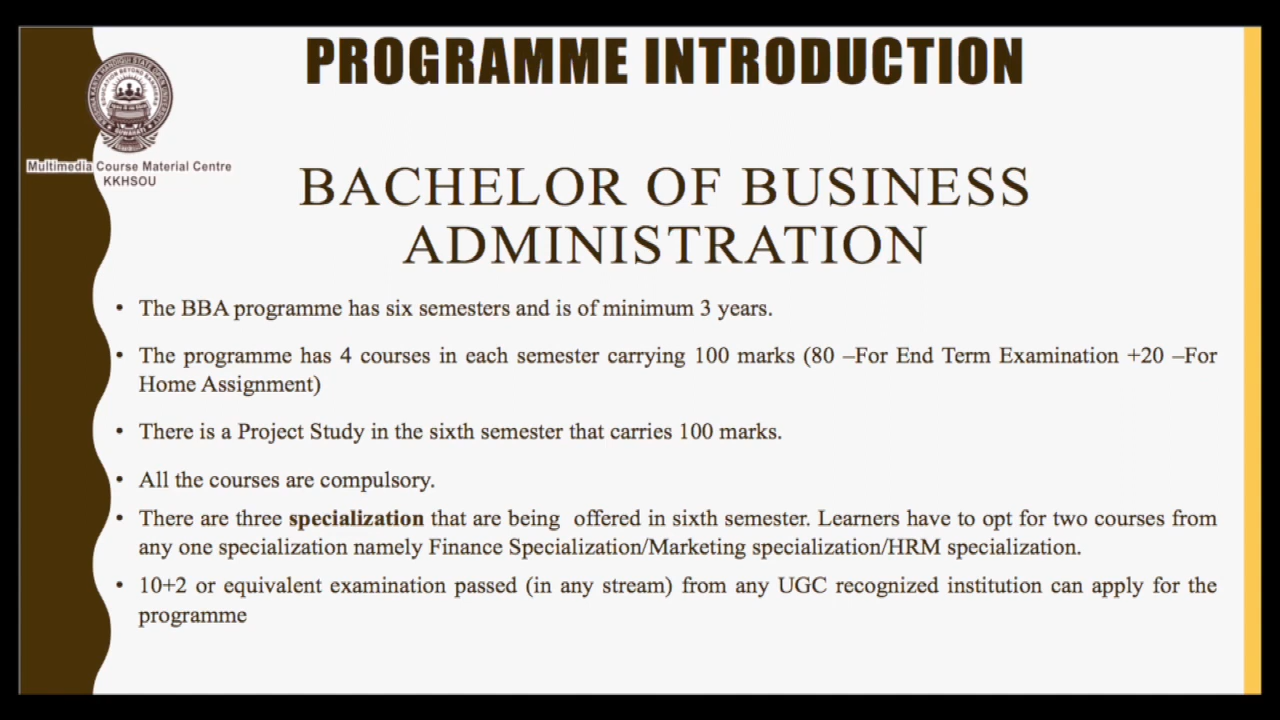 PROGRAMME INTRODUCTION
EDUCATION BEYOND BARRIERS
GUWAHATI
Multimedia Course Material Centre
KKHSOU
BACHELOR OF BUSINESS
ADMINISTRATION
• The BBA programme has six semesters and is of minimum 3 years.
• The programme has 4 courses in each semester carrying 100 marks (80 –For End Term Examination +20 –For
Home Assignment)
• There is a Project Study in the sixth semester that carries 100 marks.
• All the courses are compulsory.
• There are three specialization that are being offered in sixth semester. Learners have to opt for two courses from
any one specialization namely Finance Specialization/Marketing specialization/HRM specialization.
• 10+2 or equivalent examination passed (in any stream) from any UGC recognized institution can apply for the
programme